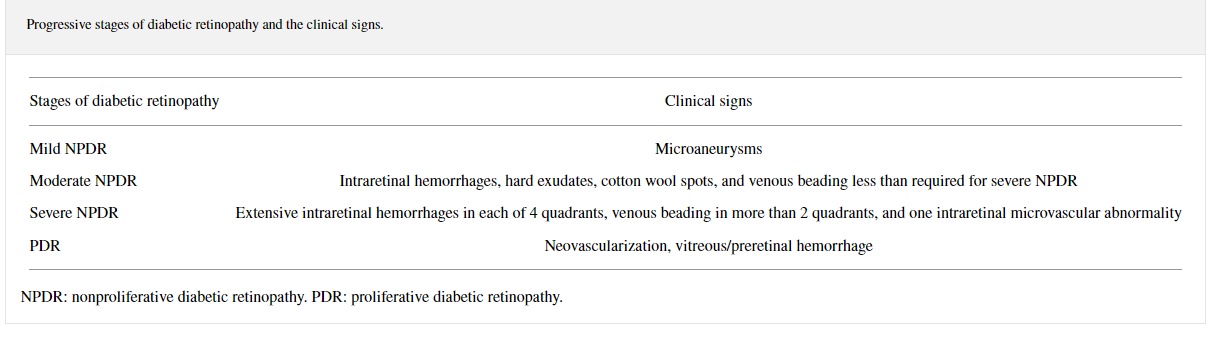 Progressive stages of diabetic retinopathy and the clinical signs.
Stages of diabetic retinopathy Clinical signs
Mild NPDR Microaneurysms
Moderate NPDR Intraretinal hemorrhages, hard exudates, cotton wool spots, and venous beading less than required for severe NPDR
Severe NPDR Extensive intraretinal hemorrhages in each of 4 quadrants, venous beading in more than 2 quadrants, and one intraretinal microvascular abnormality
PDR Neovascularization, vitreous/preretinal hemorrhage
NPDR: nonproliferative diabetic retinopathy. PDR: proliferative diabetic retinopathy.